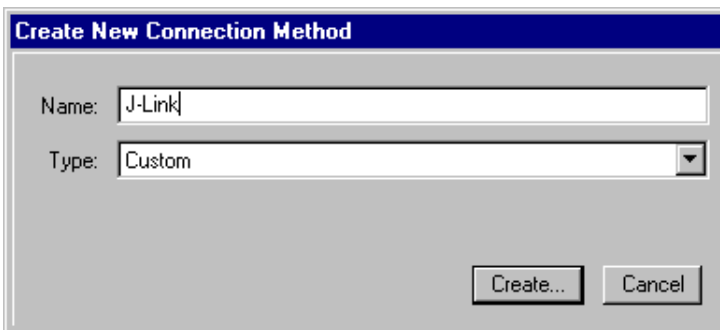 Create New Connection Method
Name: J-Link
Type: Custom
Create... Cancel